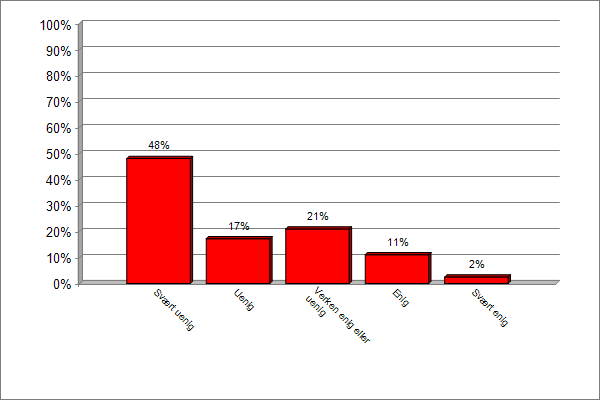 100%
90%
80%
70%
60%
50%
40%
30%
20%
10%
0%
48%
17%
21%
11%
2%
Svært uenig
Uenig
Verken enig eller
uenig
Enig
Svært enig